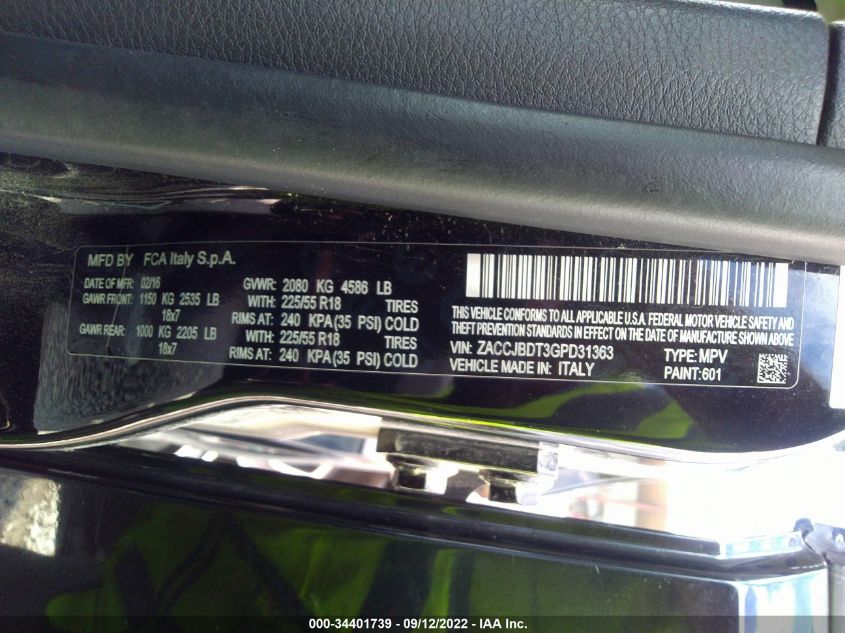 MFD BY FCA Italy S.p.A.
DATE OF MFR: 02/16 GVWR: 2080 KG 4586 LB
GAWR FRONT: 1150 KG 2535 LB WITH: 225/55 R18 TIRES
18x7 RIMS AT: 240 KPA(35 PSI) COLD
GAWR REAR: 1000 KG 2205 LB WITH: 225/55 R18 TIRES
18x7 RIMS AT: 240 KPA(35 PSI) COLD
THIS VEHICLE CONFORMS TO ALL APPLICABLE U.S.A. FEDERAL MOTOR VEHICLE SAFETY AND
THEFT PREVENTION STANDARDS IN EFFECT ON THE DATE OF MANUFACTURE SHOWN ABOVE
VIN: ZACCJBDT3GPD31363 TYPE: MPV
VEHICLE MADE IN: ITALY PAINT:601
000-34401739 - 09/12/2022 - IAA Inc.